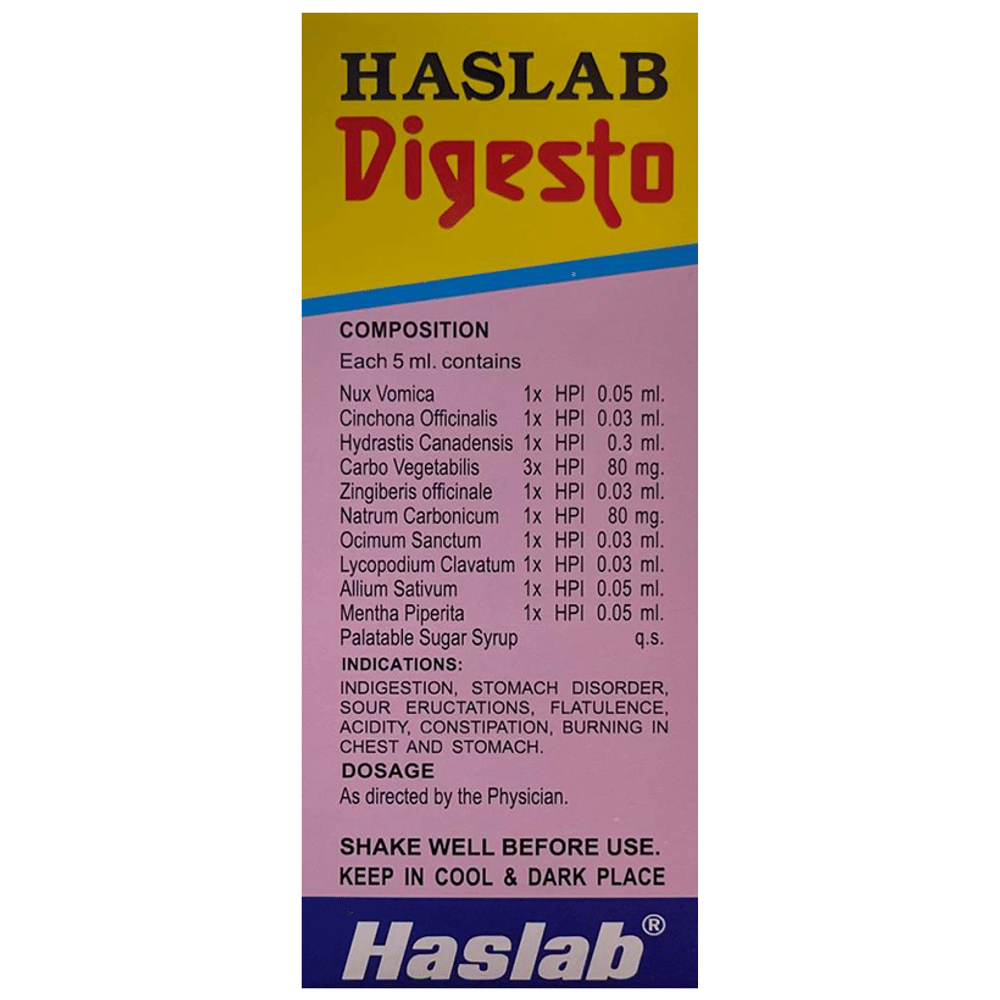 HASLAB
Digesto
COMPOSITION
Each 5 ml. contains
Nux Vomica 1x HPI 0.05 ml.
Cinchona Officinalis 1x HPI 0.03 ml.
Hydrastis Canadensis 1x HPI 0.3 ml.
Carbo Vegetabilis 3x HPI 80 mg.
Zingiberis officinale 1x HPI 0.03 ml.
Natrum Carbonicum 1x HPI 80 mg.
Ocimum Sanctum 1x HPI 0.03 ml.
Lycopodium Clavatum 1x HPI 0.03 ml.
Allium Sativum 1x HPI 0.05 ml.
Mentha Piperita 1x HPI 0.05 ml.
Palatable Sugar Syrup q.s.
INDICATIONS:
INDIGESTION, STOMACH DISORDER,
SOUR ERUCTATIONS, FLATULENCE,
ACIDITY, CONSTIPATION, BURNING IN
CHEST AND STOMACH.
DOSAGE
As directed by the Physician.
SHAKE WELL BEFORE USE.
KEEP IN COOL & DARK PLACE
Haslab®